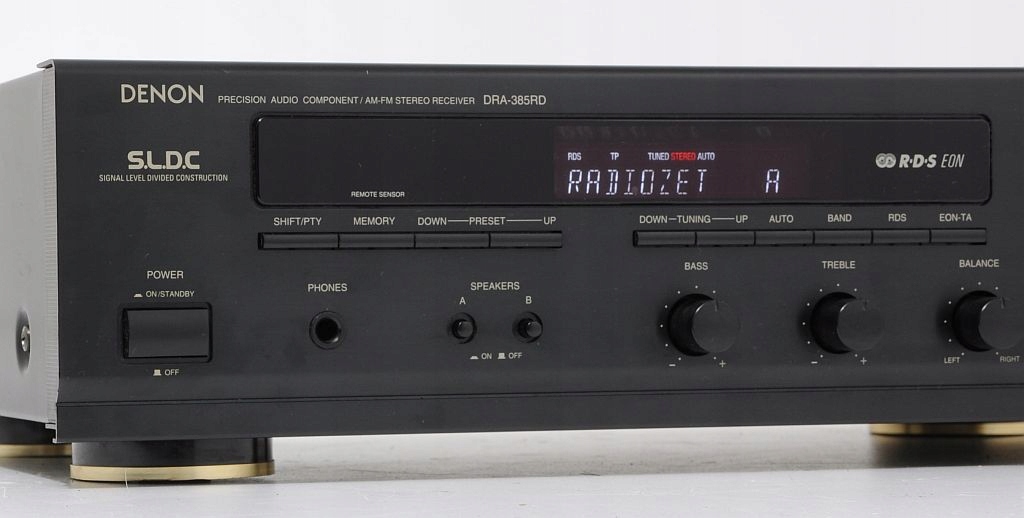 DENON PRECISION AUDIO COMPONENT / AM-FM STEREO RECEIVER DRA-385RD
S.L.D.C
SIGNAL LEVEL DIVIDED CONSTRUCTION
REMOTE SENSOR
RDS TP TUNED STEREO AUTO
RADIOZET A
R·D·S EON
SHIFT/PTY MEMORY DOWN PRESET UP
DOWN TUNING UP AUTO BAND RDS EON-TA
POWER
ON/STANDBY
OFF
PHONES
SPEAKERS
A B
ON OFF
BASS
- +
TREBLE
- +
BALANCE
LEFT RIGHT